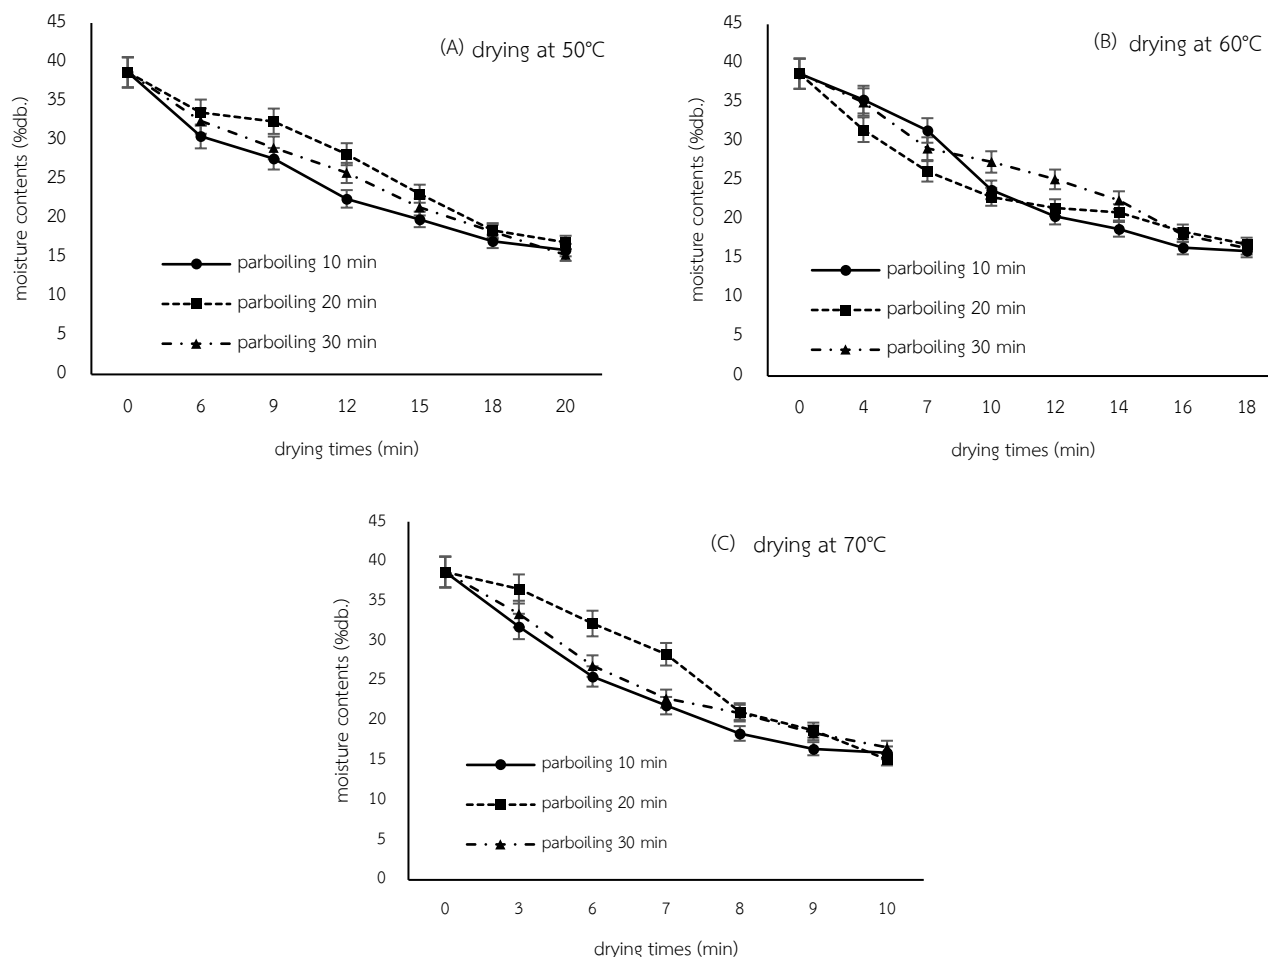 (A) drying at 50°C
moisture contents (%db.)
45
40
35
30
25
20
15
10
5
0
parboiling 10 min
parboiling 20 min
parboiling 30 min
0 6 9 12 15 18 20
drying times (min)
(B) drying at 60°C
moisture contents (%db.)
45
40
35
30
25
20
15
10
5
0
parboiling 10 min
parboiling 20 min
parboiling 30 min
0 4 7 10 12 14 16 18
drying times (min)
(C) drying at 70°C
moisture contents (%db.)
45
40
35
30
25
20
15
10
5
0
parboiling 10 min
parboiling 20 min
parboiling 30 min
0 3 6 7 8 9 10
drying times (min)